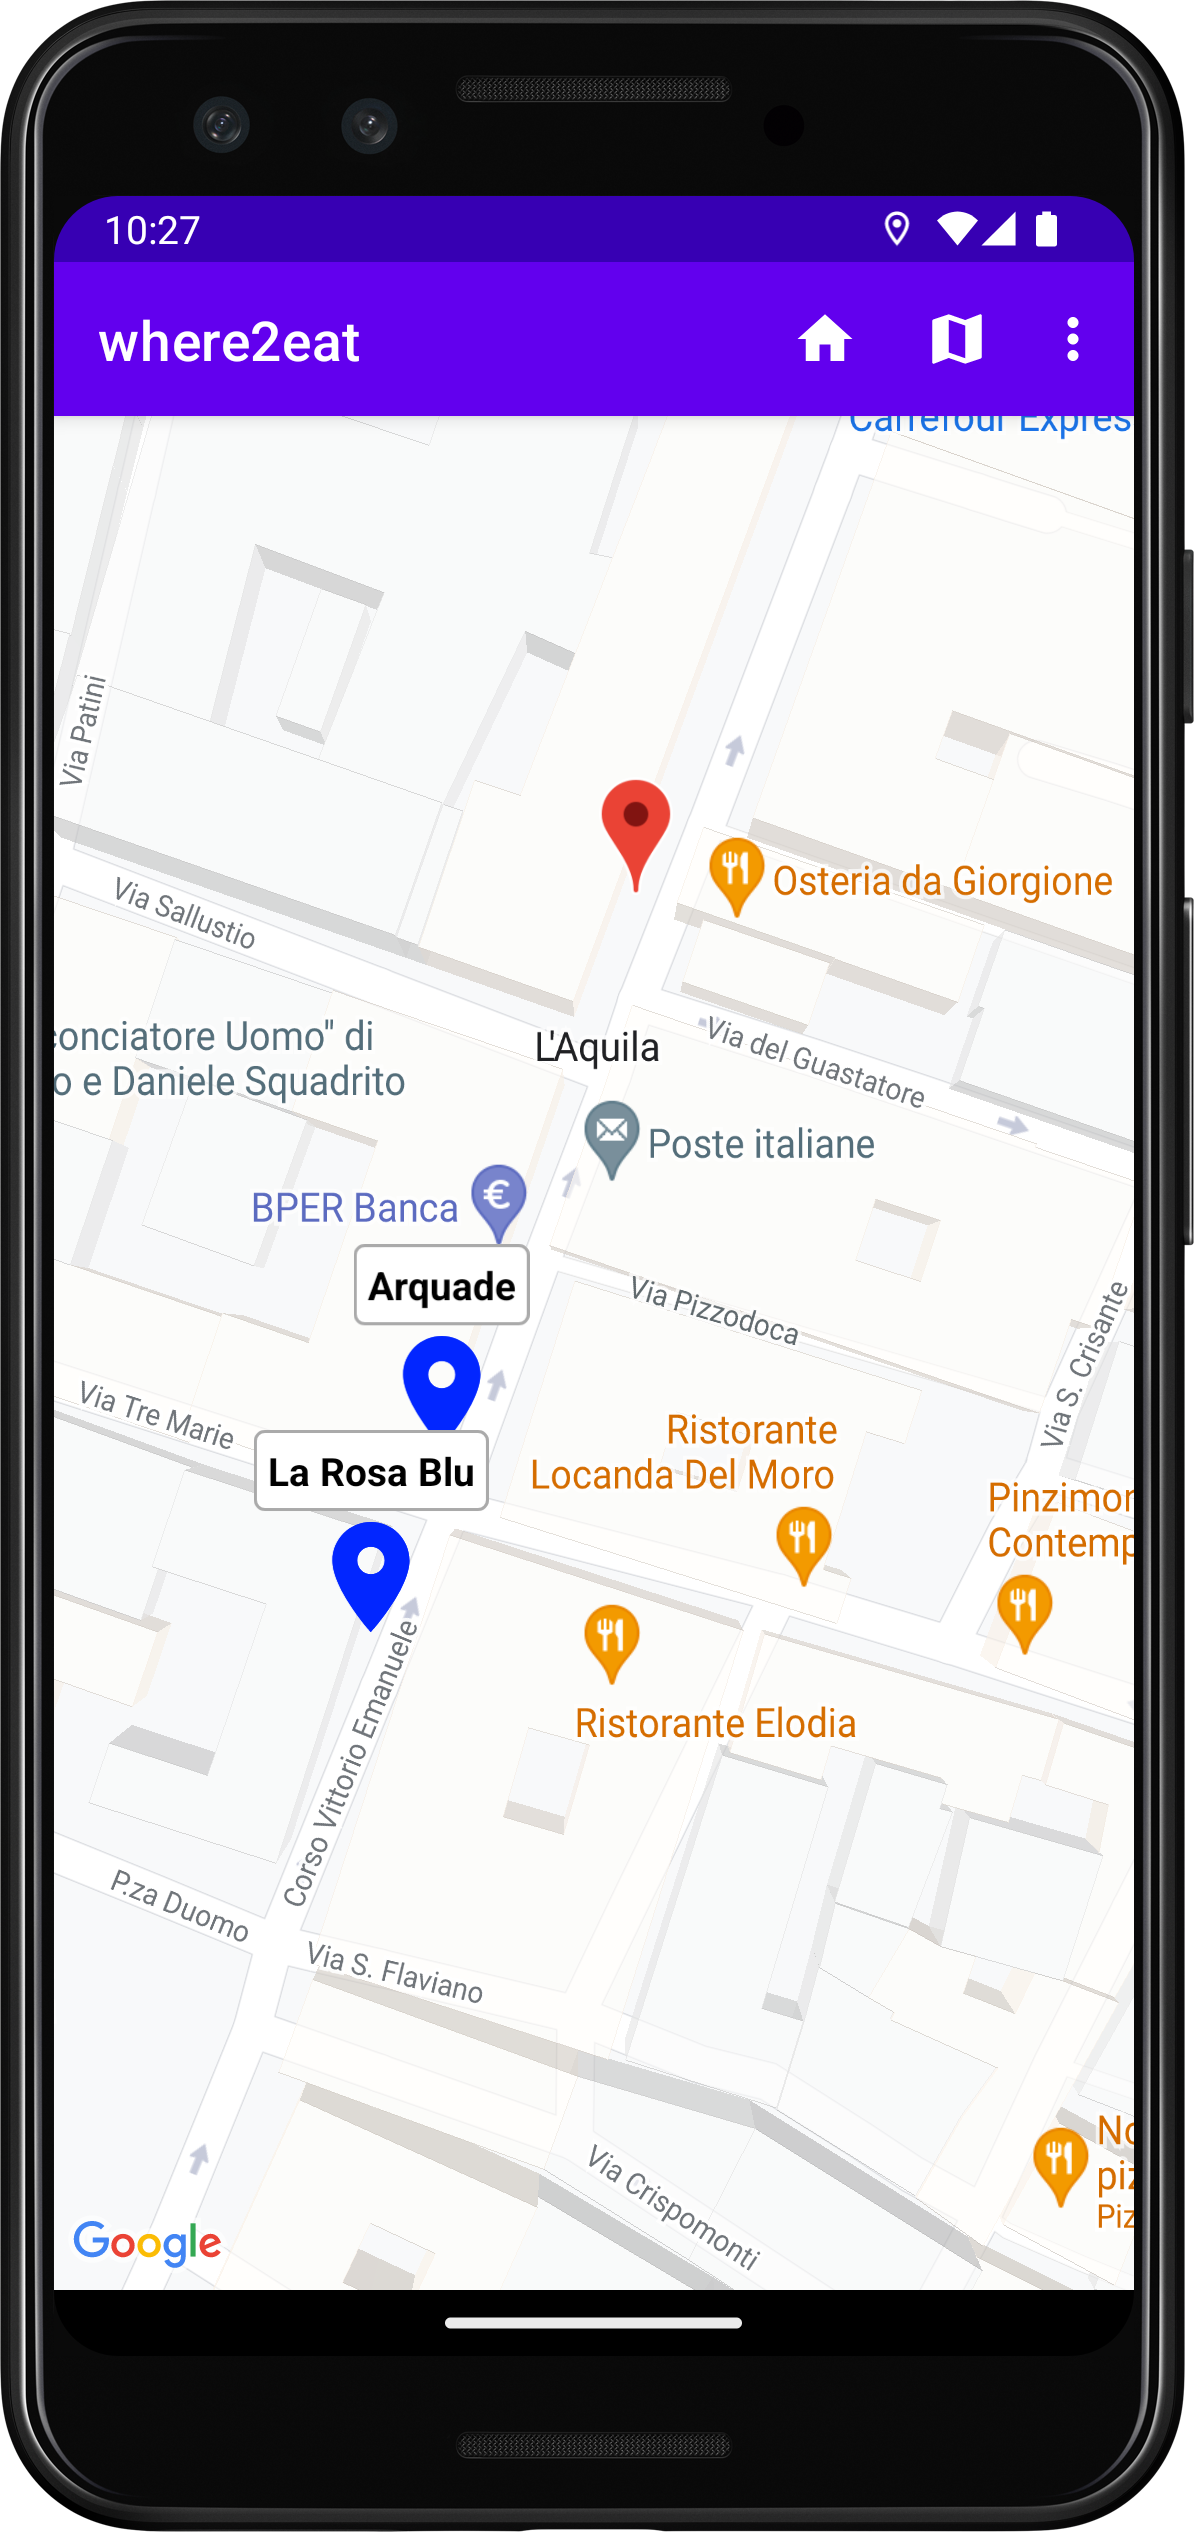 10:27
where2eat
Carrefour Expres
Via Patini
Osteria da Giorgione
Via Sallustio
conciatore Uomo" di
o e Daniele Squadrito
L'Aquila
Via del Guastatore
Poste italiane
BPER Banca
Arquade
Via Pizzodoca
Via S. Crisante
Via Tre Marie
La Rosa Blu
Ristorante
Locanda Del Moro
Pinzimon
Contemp
Ristorante Elodia
Corso Vittorio Emanuele
P.za Duomo
Via S. Flaviano
Via Crispomonti
No
piz
Piz
Google